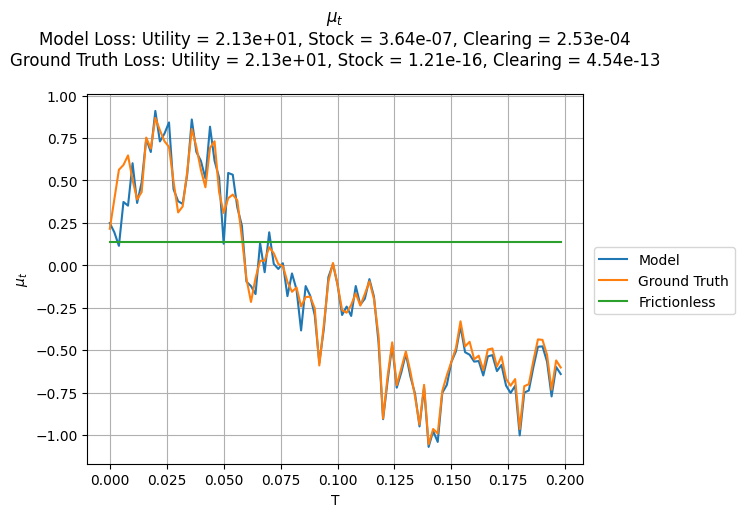 μₜ
Model Loss: Utility = 2.13e+01, Stock = 3.64e-07, Clearing = 2.53e-04
Ground Truth Loss: Utility = 2.13e+01, Stock = 1.21e-16, Clearing = 4.54e-13
1.00
0.75
0.50
0.25
0.00
−0.25
−0.50
−0.75
−1.00
μₜ
0.000 0.025 0.050 0.075 0.100 0.125 0.150 0.175 0.200
T
Model
Ground Truth
Frictionless